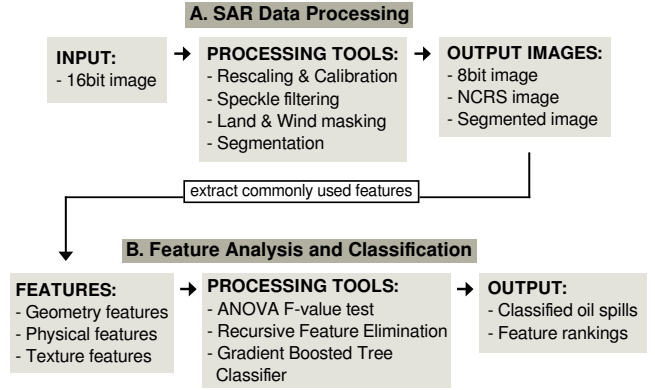 A. SAR Data Processing
INPUT:
- 16bit image
PROCESSING TOOLS:
- Rescaling & Calibration
- Speckle filtering
- Land & Wind masking
- Segmentation
OUTPUT IMAGES:
- 8bit image
- NCRS image
- Segmented image
extract commonly used features
B. Feature Analysis and Classification
FEATURES:
- Geometry features
- Physical features
- Texture features
PROCESSING TOOLS:
- ANOVA F-value test
- Recursive Feature Elimination
- Gradient Boosted Tree
Classifier
OUTPUT:
- Classified oil spills
- Feature rankings